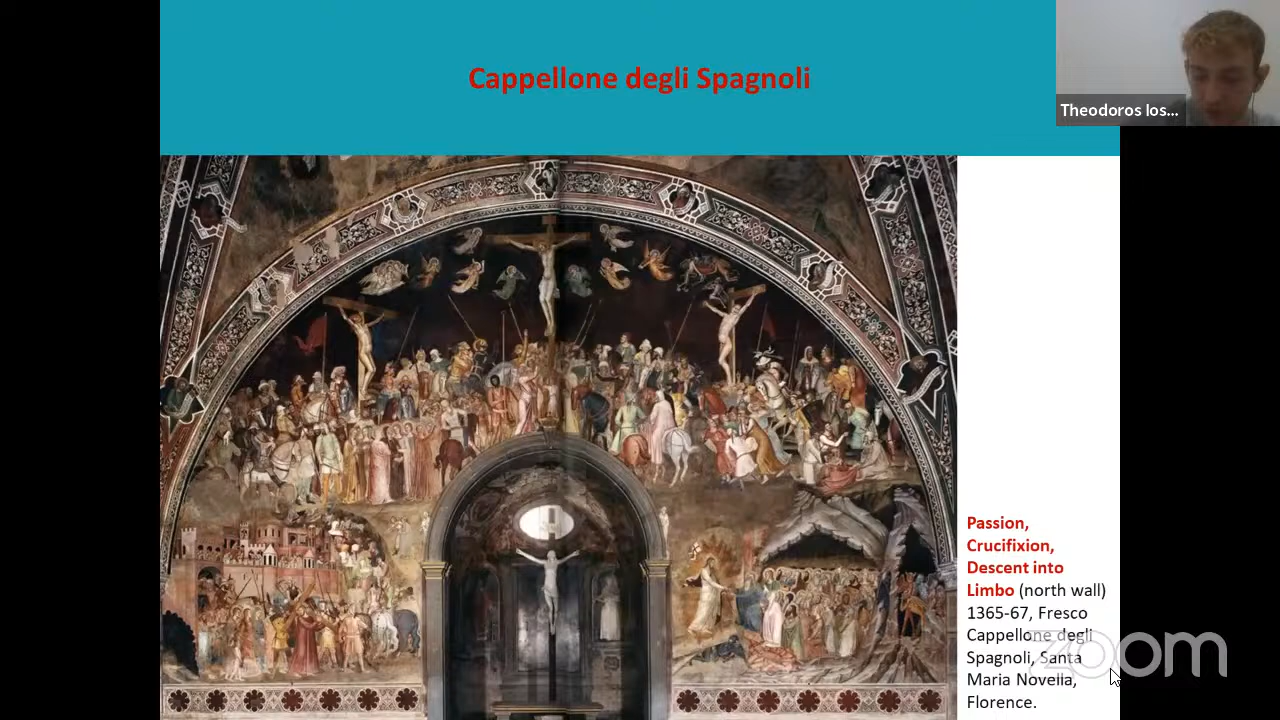 Cappellone degli Spagnoli
Theodoros Ios...
Passion,
Crucifixion,
Descent into
Limbo (north wall)
1365-67, Fresco
Cappellone degli
Spagnoli, Santa
Maria Novella,
Florence.
zoom